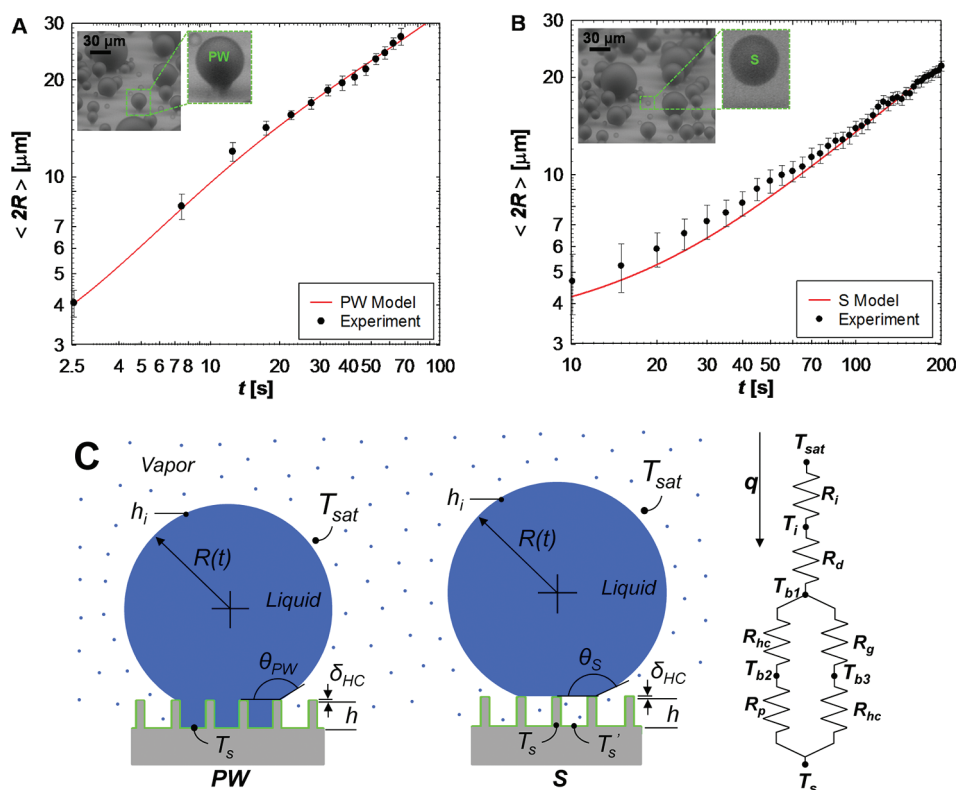 A
30 μm
PW
< 2R > [μm]
30
20
10
7
6
5
4
3
PW Model
Experiment
2.5 4 5 6 7 8 10 20 30 40 50 60 100
t [s]
B
30 μm
S
< 2R > [μm]
30
20
10
7
6
5
4
3
S Model
Experiment
10 20 30 40 50 60 100 200
t [s]
C
Vapor
h_i
T_sat
R(t)
Liquid
θ_PW
δ_HC
h
T_s
PW
h_i
T_sat
R(t)
Liquid
θ_S
δ_HC
h
T_s T_s'
S
q
T_sat
R_i
T_i
R_d
T_b1
R_hc R_g
T_b2 T_b3
R_p R_hc
T_s